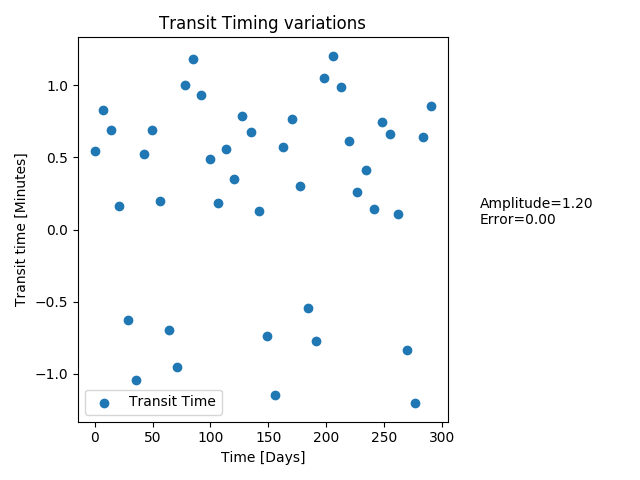 Transit Timing variations
Transit time [Minutes]
1.0
0.5
0.0
−0.5
−1.0
Transit Time
0
50
100
150
200
250
300
Time [Days]
Amplitude=1.20
Error=0.00